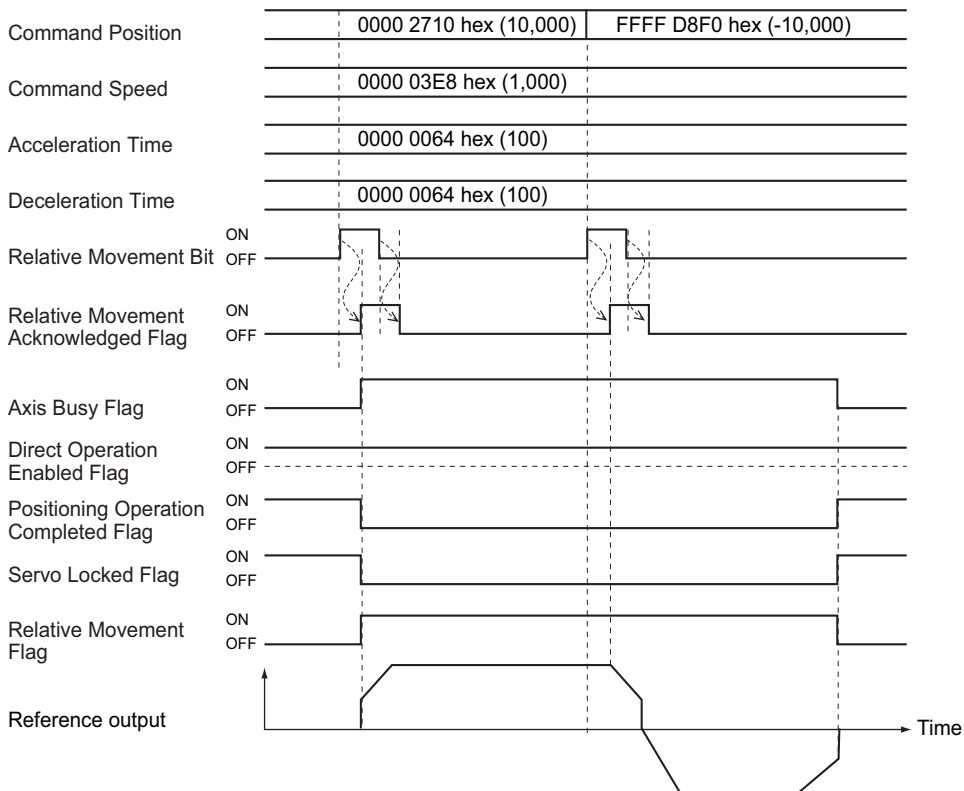 Command Position
0000 2710 hex (10,000)
FFFF D8F0 hex (-10,000)
Command Speed
0000 03E8 hex (1,000)
Acceleration Time
0000 0064 hex (100)
Deceleration Time
0000 0064 hex (100)
Relative Movement Bit
ON
OFF
Relative Movement
Acknowledged Flag
ON
OFF
Axis Busy Flag
ON
OFF
Direct Operation
Enabled Flag
ON
OFF
Positioning Operation
Completed Flag
ON
OFF
Servo Locked Flag
ON
OFF
Relative Movement
Flag
ON
OFF
Reference output
Time